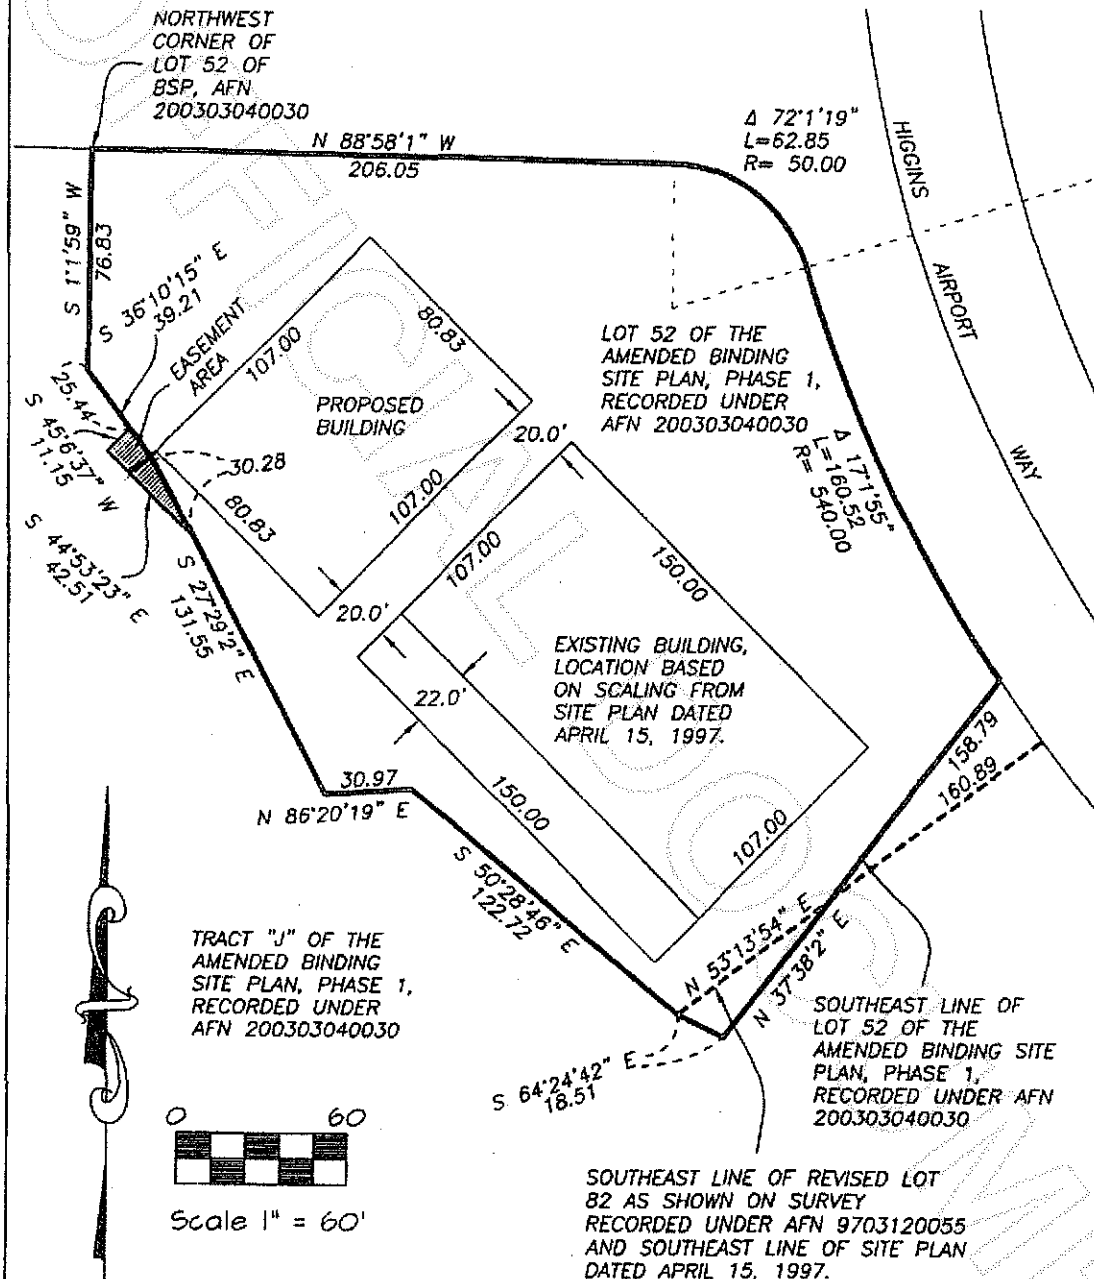 NORTHWEST
CORNER OF
LOT 52 OF
BSP, AFN
200303040030
N 88°58'1" W
206.05
Δ 72°1'19"
L=62.85
R= 50.00
HIGGINS
AIRPORT
WAY
S 1°1'59" W
76.83
S 36°10'15" E
39.21
EASEMENT
AREA
107.00
80.83
PROPOSED
BUILDING
LOT 52 OF THE
AMENDED BINDING
SITE PLAN, PHASE 1,
RECORDED UNDER
AFN 200303040030
25.44
S 45°6'37" W
11.15
30.28
20.0'
Δ 17°1'55"
L=160.52
R= 540.00
80.83
107.00
S 44°53'23" E
42.51
107.00
150.00
S 27°29'2" E
131.55
20.0'
EXISTING BUILDING,
LOCATION BASED
ON SCALING FROM
SITE PLAN DATED
APRIL 15, 1997.
22.0'
158.79
160.89
30.97
N 86°20'19" E
150.00
107.00
S 50°28'46" E
122.72
TRACT "J" OF THE
AMENDED BINDING
SITE PLAN, PHASE 1,
RECORDED UNDER
AFN 200303040030
N 53°13'54" E
N 37°38'2" E
SOUTHEAST LINE OF
LOT 52 OF THE
AMENDED BINDING SITE
PLAN, PHASE 1,
RECORDED UNDER AFN
200303040030
S 64°24'42" E
18.51
0 60
Scale 1" = 60'
SOUTHEAST LINE OF REVISED LOT
82 AS SHOWN ON SURVEY
RECORDED UNDER AFN 9703120055
AND SOUTHEAST LINE OF SITE PLAN
DATED APRIL 15, 1997.